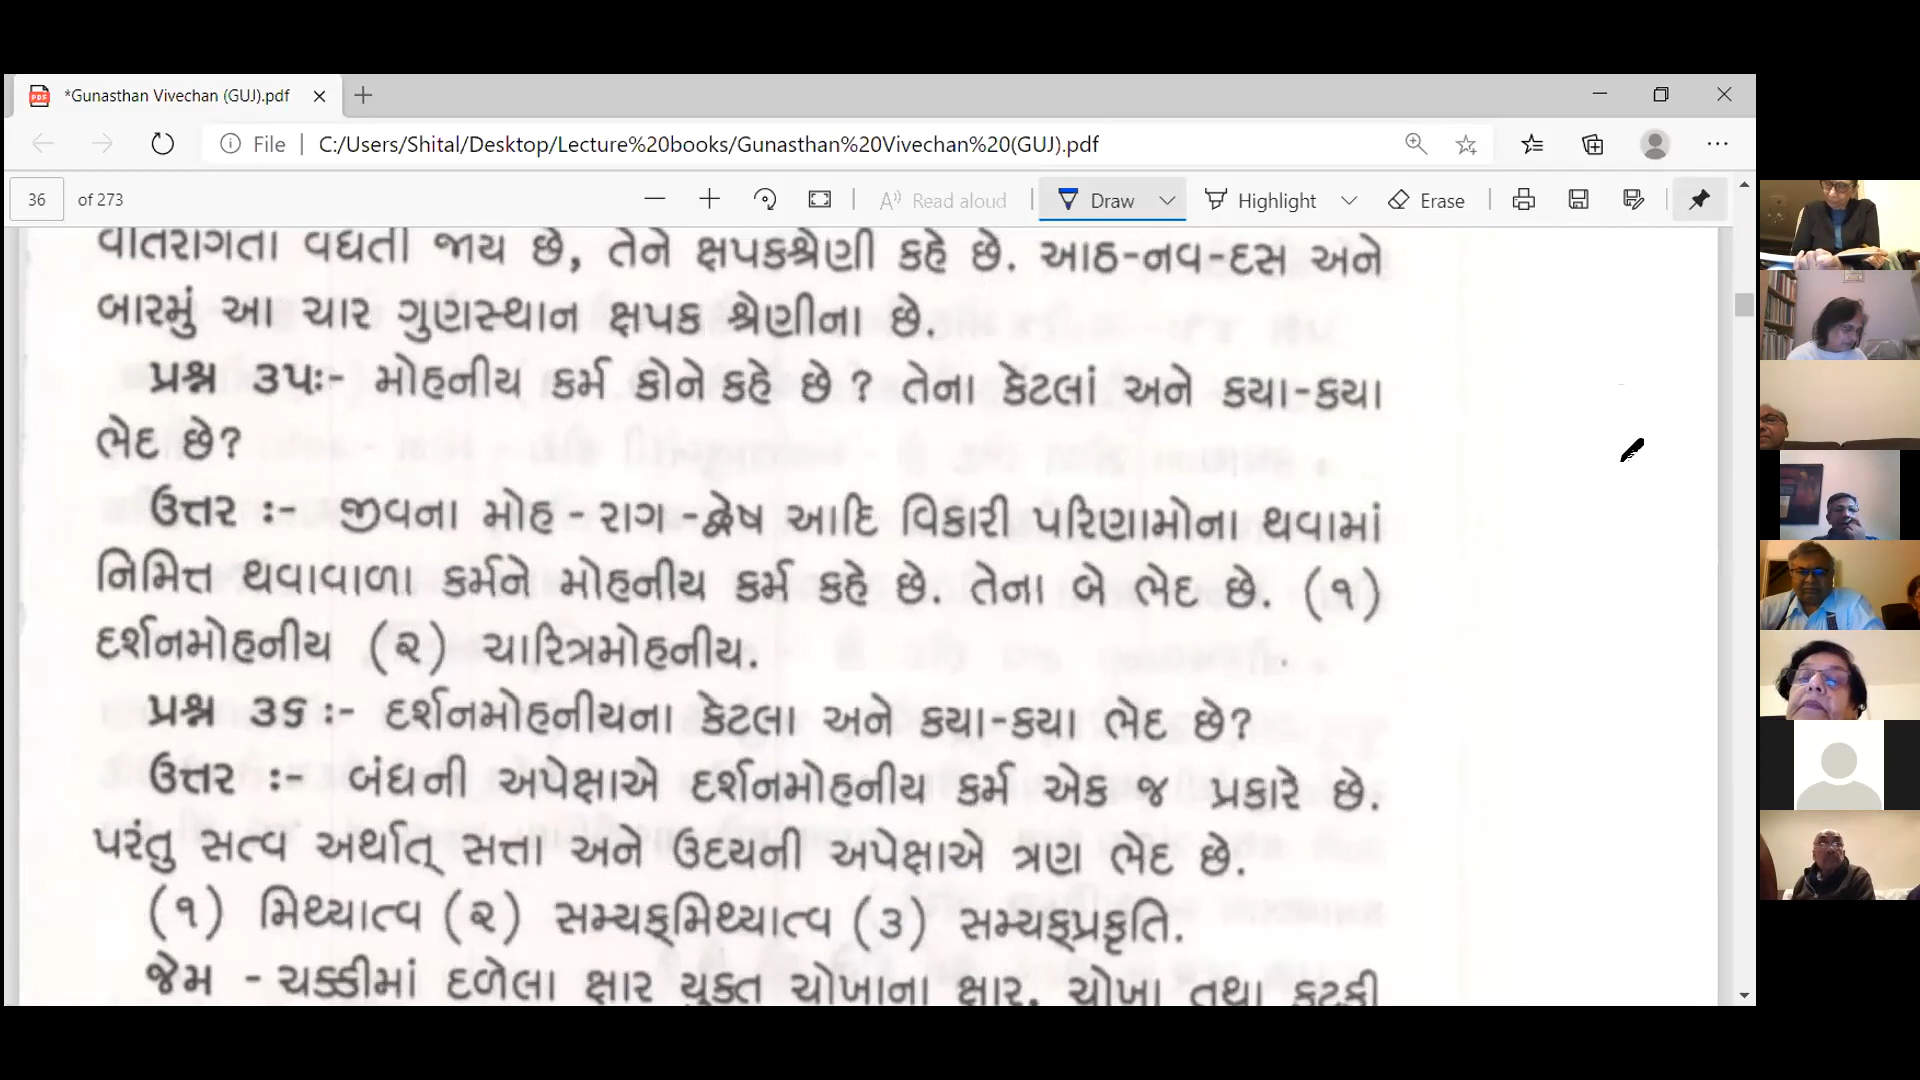 *Gunasthan Vivechan (GUJ).pdf
File | C:/Users/Shital/Desktop/Lecture%20books/Gunasthan%20Vivechan%20(GUJ).pdf
36 of 273 Read aloud Draw Highlight Erase
વીતરાગતા વધતી જાય છે, તેને ક્ષપકશ્રેણી કહે છે. આઠ-નવ-દસ અને
બારમું આ ચાર ગુણસ્થાન ક્ષપક શ્રેણીના છે.
પ્રશ્ન ૩૫ઃ- મોહનીય કર્મ કોને કહે છે ? તેના કેટલાં અને કયા-કયા
ભેદ છે?
ઉત્તર ઃ- જીવના મોહ - રાગ -દ્વેષ આદિ વિકારી પરિણામોના થવામાં
નિમિત્ત થવાવાળા કર્મને મોહનીય કર્મ કહે છે. તેના બે ભેદ છે. (૧)
દર્શનમોહનીય (૨) ચારિત્રમોહનીય.
પ્રશ્ન ૩૬ ઃ- દર્શનમોહનીયના કેટલા અને કયા-કયા ભેદ છે?
ઉત્તર ઃ- બંધની અપેક્ષાએ દર્શનમોહનીય કર્મ એક જ પ્રકારે છે.
પરંતુ સત્વ અર્થાત્ સત્તા અને ઉદયની અપેક્ષાએ ત્રણ ભેદ છે.
(૧) મિથ્યાત્વ (૨) સમ્યક્‌મિથ્યાત્વ (૩) સમ્યક્‌પ્રકૃતિ.
જેમ - ચક્કીમાં દળેલા ક્ષાર યુક્ત ચોખાના ક્ષાર, ચોખા તથા કટકી